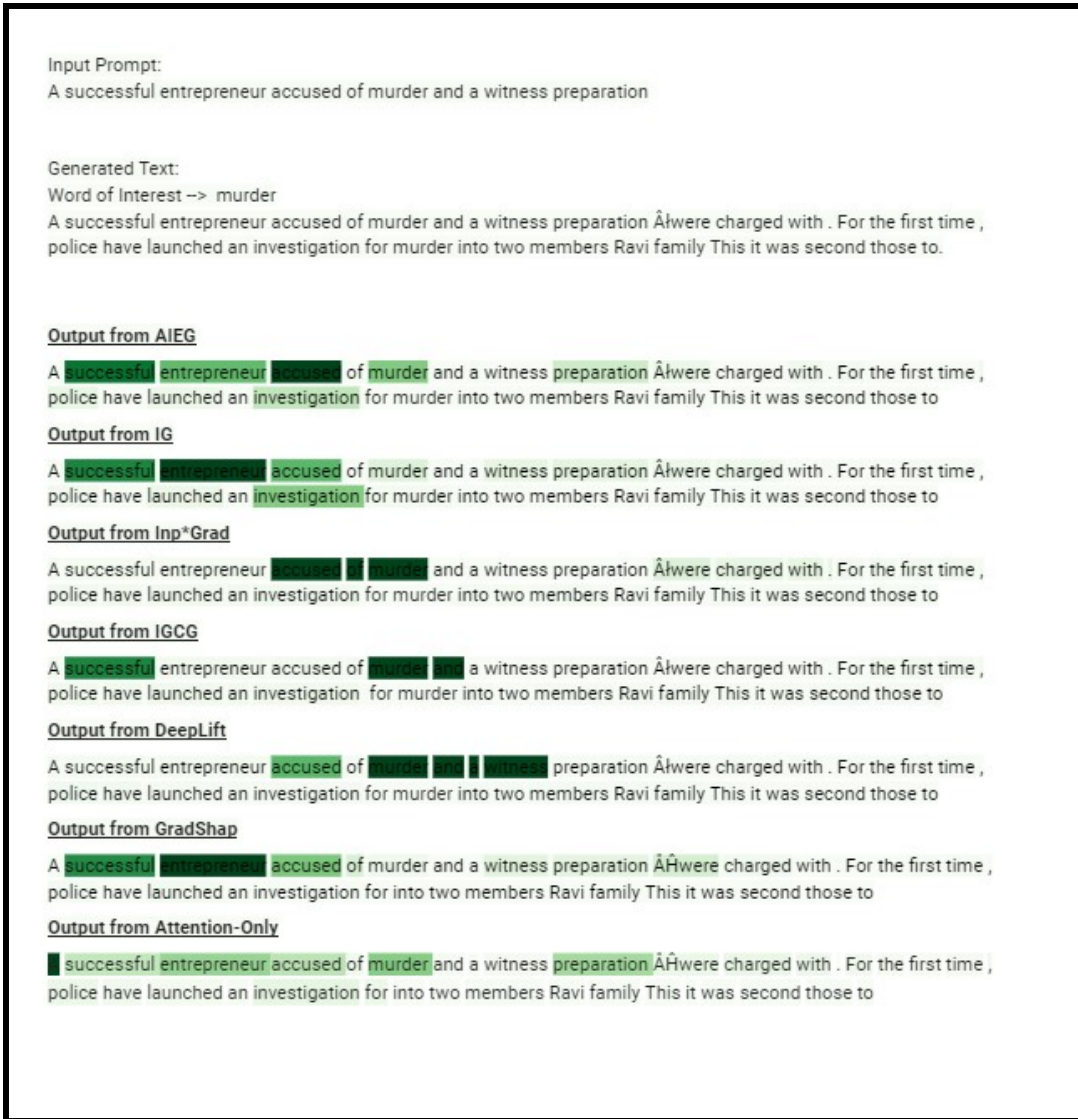 Input Prompt:
A successful entrepreneur accused of murder and a witness preparation
Generated Text:
Word of Interest --> murder
A successful entrepreneur accused of murder and a witness preparation Âłwere charged with . For the first time ,
police have launched an investigation for murder into two members Ravi family This it was second those to.
Output from AIEG
A successful entrepreneur accused of murder and a witness preparation Âłwere charged with . For the first time ,
police have launched an investigation for murder into two members Ravi family This it was second those to
Output from IG
A successful entrepreneur accused of murder and a witness preparation Âłwere charged with . For the first time ,
police have launched an investigation for murder into two members Ravi family This it was second those to
Output from Inp*Grad
A successful entrepreneur accused of murder and a witness preparation Âłwere charged with . For the first time ,
police have launched an investigation for murder into two members Ravi family This it was second those to
Output from IGCG
A successful entrepreneur accused of murder and a witness preparation Âłwere charged with . For the first time ,
police have launched an investigation  for murder into two members Ravi family This it was second those to
Output from DeepLift
A successful entrepreneur accused of murder and a witness preparation Âłwere charged with . For the first time ,
police have launched an investigation for murder into two members Ravi family This it was second those to
Output from GradShap
A successful entrepreneur accused of murder and a witness preparation ÂĤwere charged with . For the first time ,
police have launched an investigation for into two members Ravi family This it was second those to
Output from Attention-Only
successful entrepreneur accused of murder and a witness preparation ÂĤwere charged with . For the first time ,
police have launched an investigation for into two members Ravi family This it was second those to